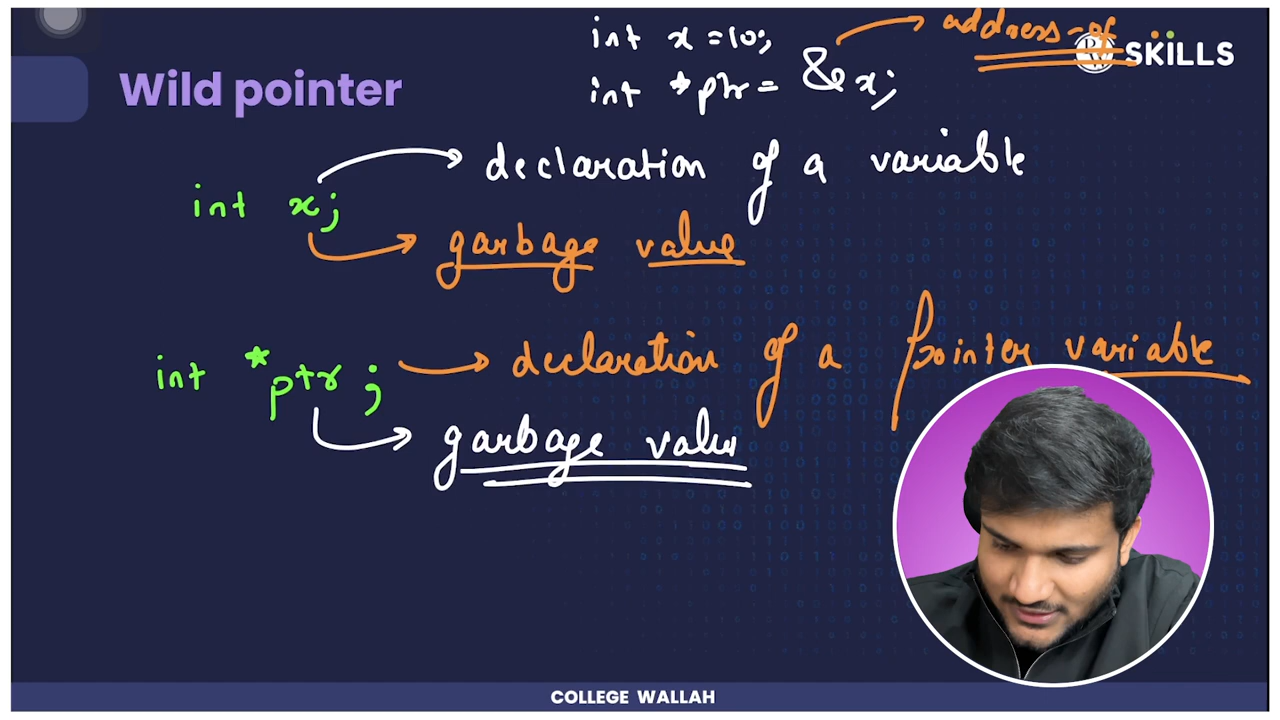 int x = 10;
address-of
SKILLS
Wild pointer
int *ptr = &x;
declaration of a variable
int x;
garbage value
int *ptr;
declaration of a pointer variable
garbage value
COLLEGE WALLAH